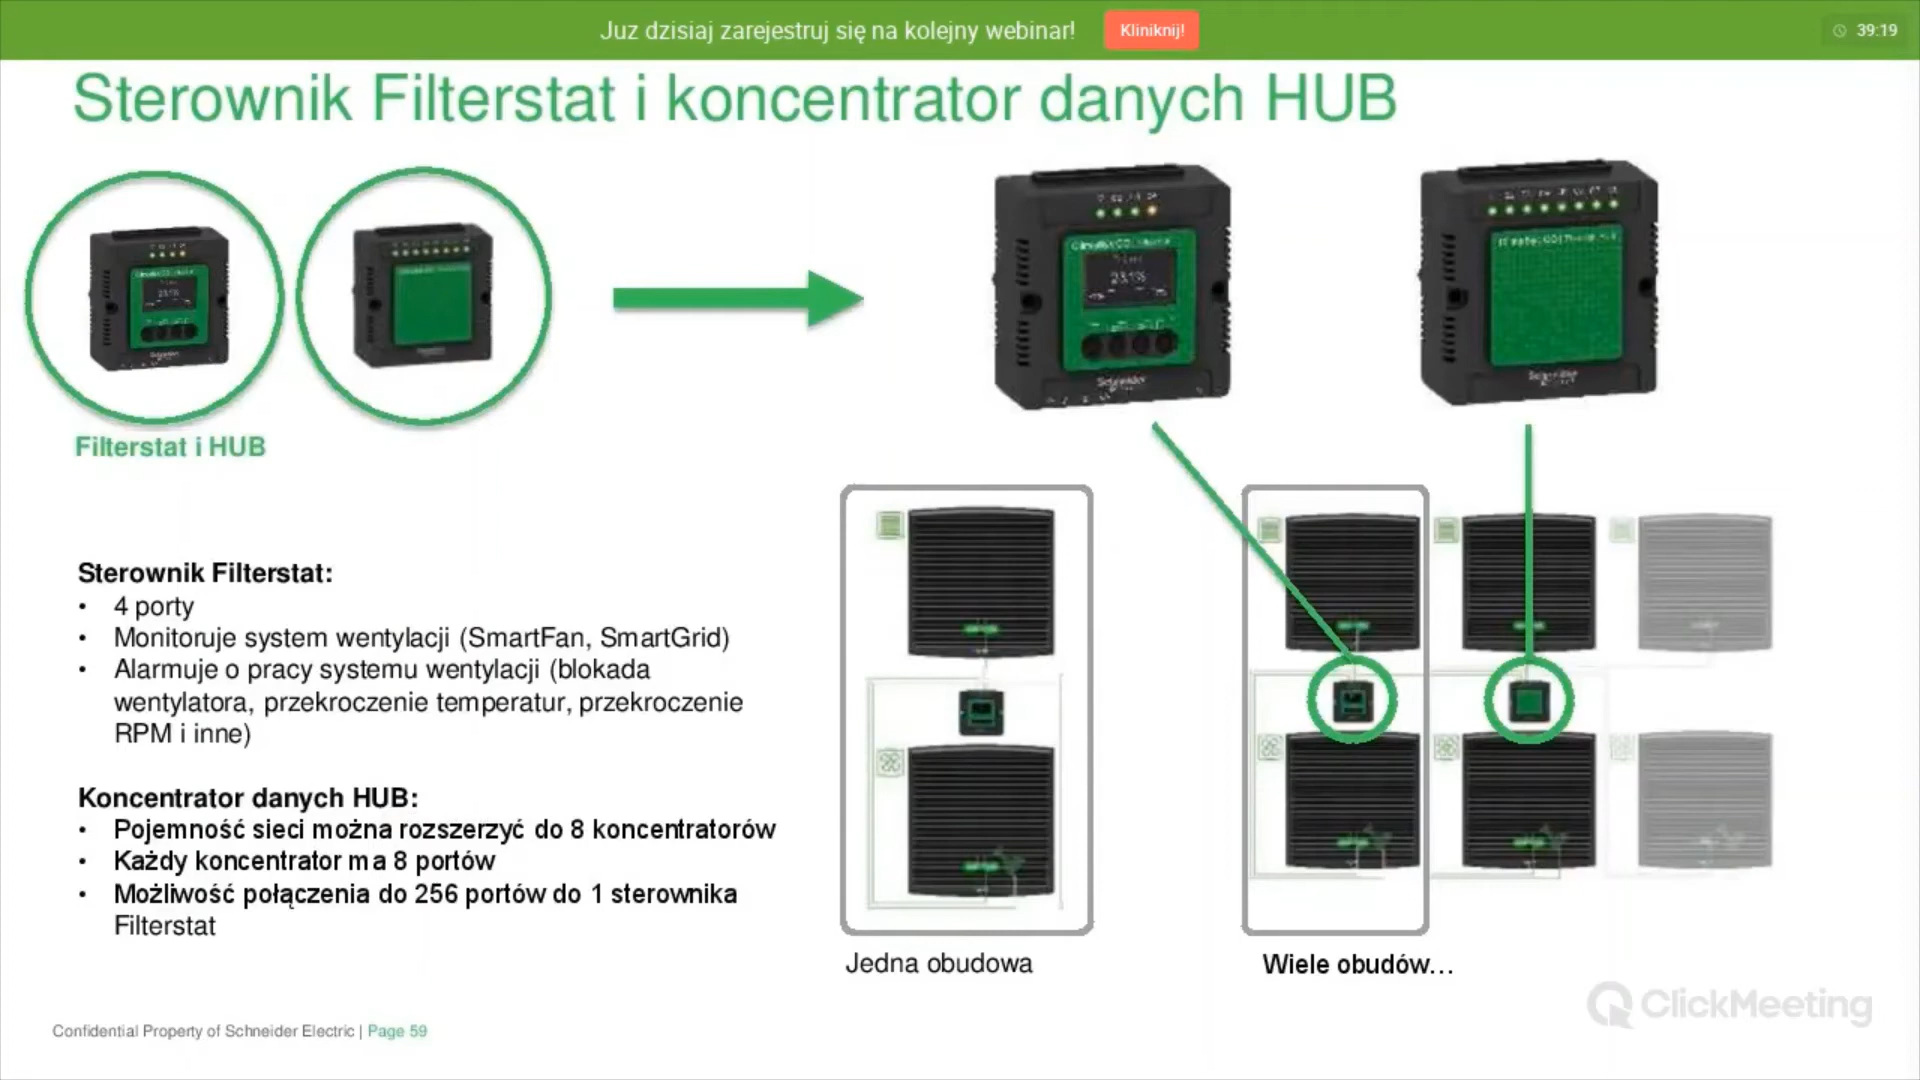 Juz dzisiaj zarejestruj się na kolejny webinar!
Kliniknij!
39:19
Sterownik Filterstat i koncentrator danych HUB
Filterstat i HUB
Sterownik Filterstat:
• 4 porty
• Monitoruje system wentylacji (SmartFan, SmartGrid)
• Alarmuje o pracy systemu wentylacji (blokada
wentylatora, przekroczenie temperatur, przekroczenie
RPM i inne)
Koncentrator danych HUB:
• Pojemność sieci można rozszerzyć do 8 koncentratorów
• Każdy koncentrator ma 8 portów
• Możliwość połączenia do 256 portów do 1 sterownika
Filterstat
Jedna obudowa
Wiele obudów…
Confidential Property of Schneider Electric | Page 59
ClickMeeting